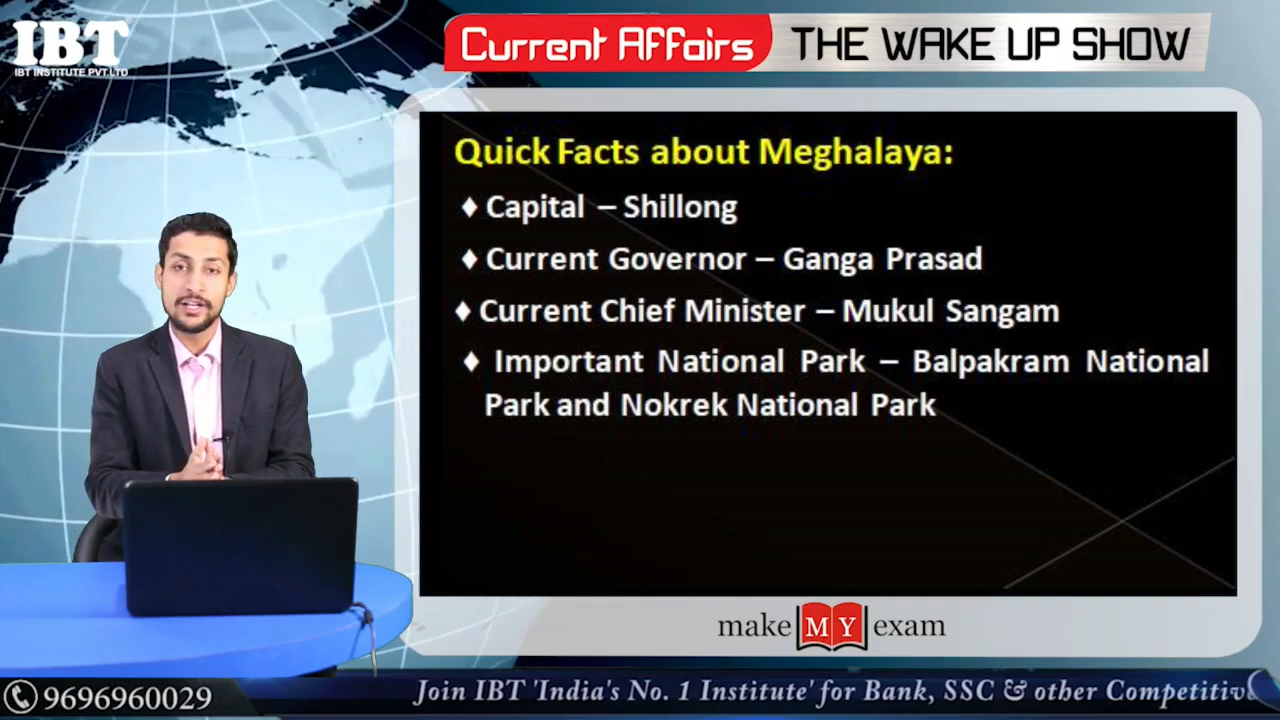 IBT
IBT INSTITUTE PVT.LTD
Current Affairs THE WAKE UP SHOW
Quick Facts about Meghalaya:
♦ Capital – Shillong
♦ Current Governor – Ganga Prasad
♦ Current Chief Minister – Mukul Sangam
♦ Important National Park – Balpakram National
Park and Nokrek National Park
make MY exam
9696960029
Join IBT 'India's No. 1 Institute' for Bank, SSC & other Competitive